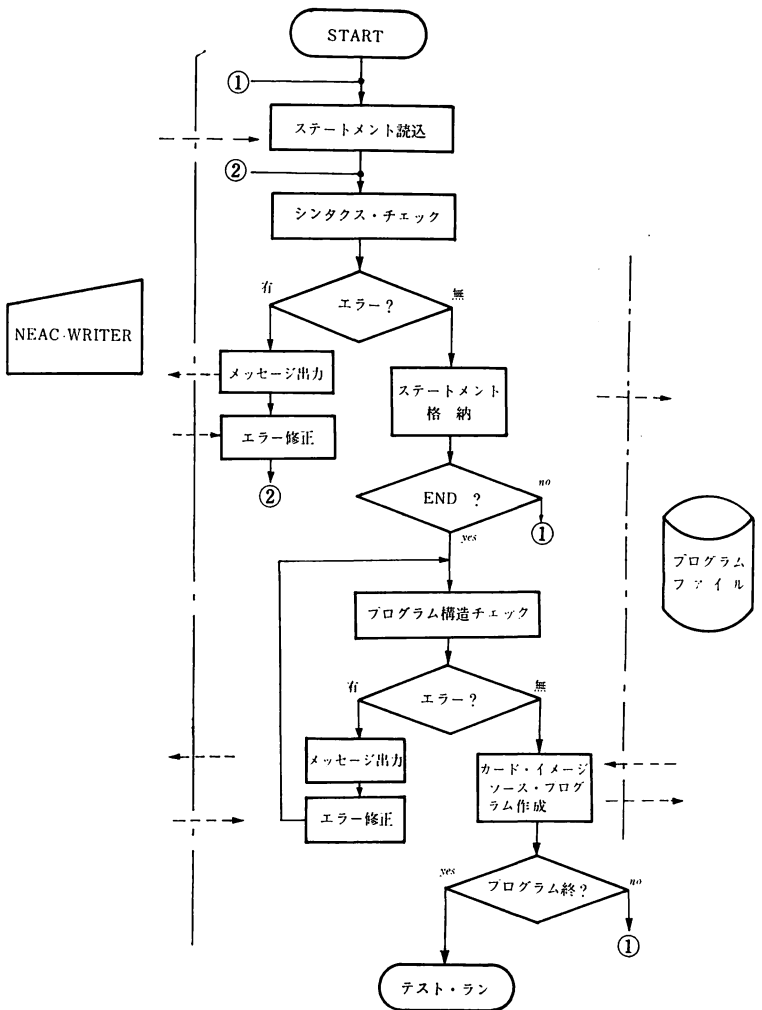 START
①
ステートメント読込
②
シンタクス・チェック
有
エラー?
無
NEAC-WRITER
メッセージ出力
ステートメント
格 納
エラー修正
②
END ?
no
①
yes
プログラム
ファイル
プログラム構造チェック
有
エラー?
無
メッセージ出力
カード・イメージ
ソース・プログ
ラム作成
エラー修正
yes
プログラム終?
no
①
テスト・ラン